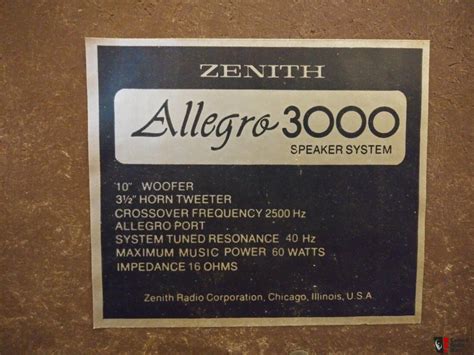 ZENITH
Allegro 3000
SPEAKER SYSTEM
10" WOOFER
3½" HORN TWEETER
CROSSOVER FREQUENCY 2500 Hz
ALLEGRO PORT
SYSTEM TUNED RESONANCE 40 Hz
MAXIMUM MUSIC POWER 60 WATTS
IMPEDANCE 16 OHMS
Zenith Radio Corporation, Chicago, Illinois, U.S.A.